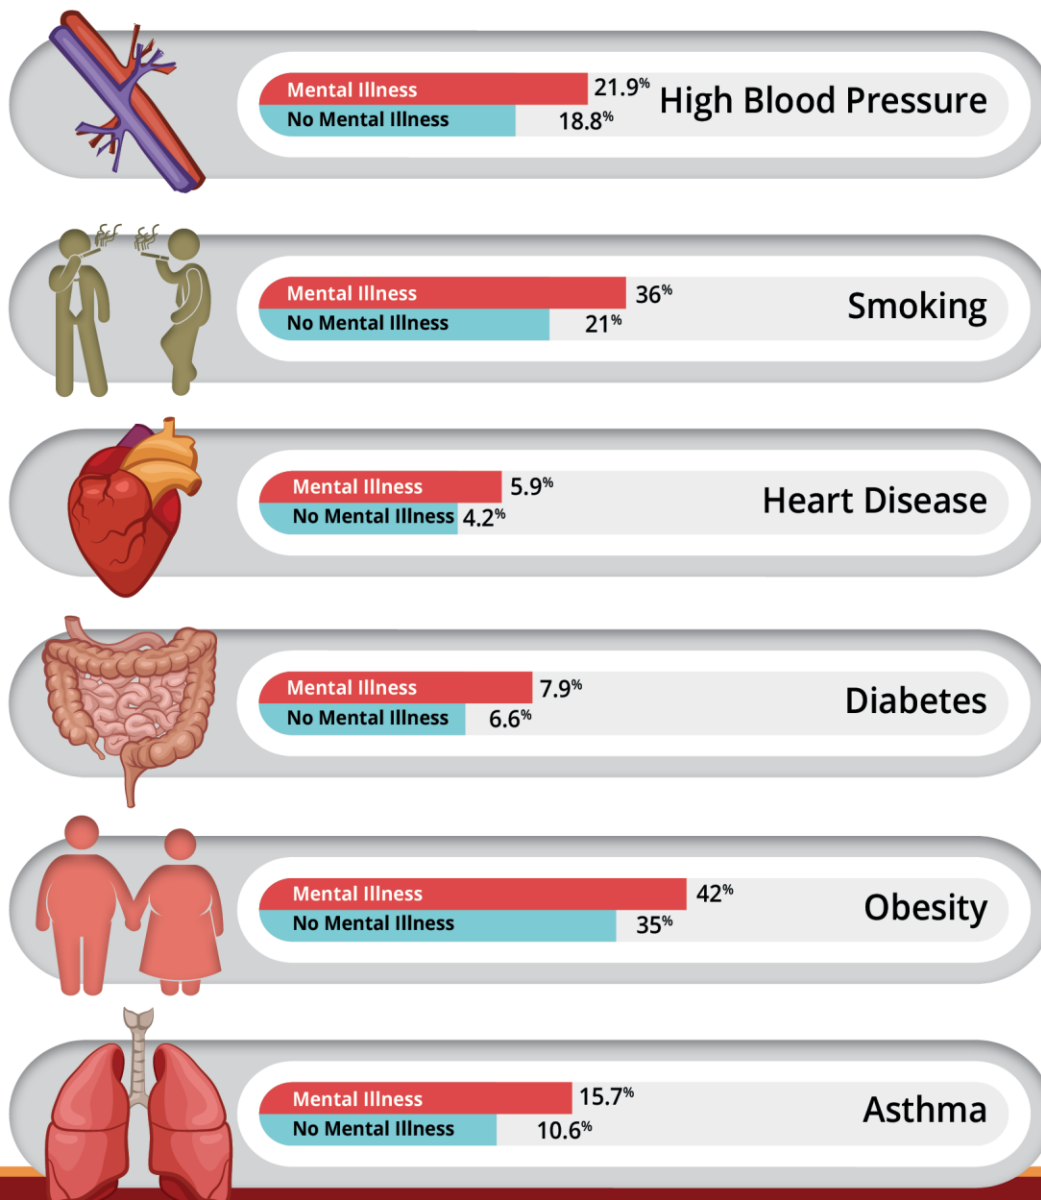 Mental Illness 21.9% High Blood Pressure
No Mental Illness 18.8%
Mental Illness 36% Smoking
No Mental Illness 21%
Mental Illness 5.9% Heart Disease
No Mental Illness 4.2%
Mental Illness 7.9% Diabetes
No Mental Illness 6.6%
Mental Illness 42% Obesity
No Mental Illness 35%
Mental Illness 15.7% Asthma
No Mental Illness 10.6%